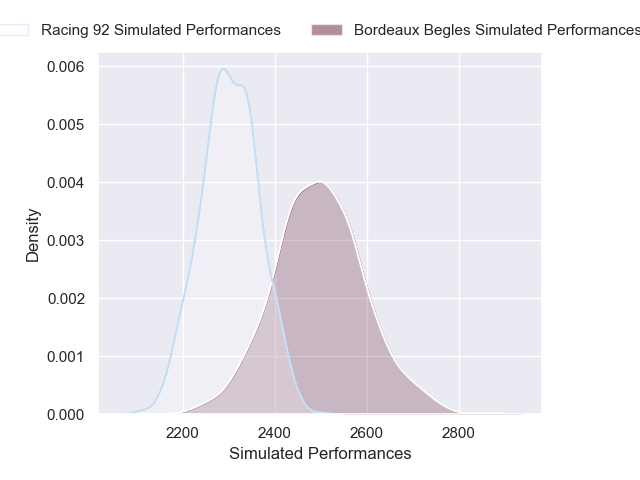 Racing 92 Simulated Performances
Bordeaux Begles Simulated Performances
0.006
0.005
0.004
0.003
0.002
0.001
0.000
Density
2200 2400 2600 2800
Simulated Performances